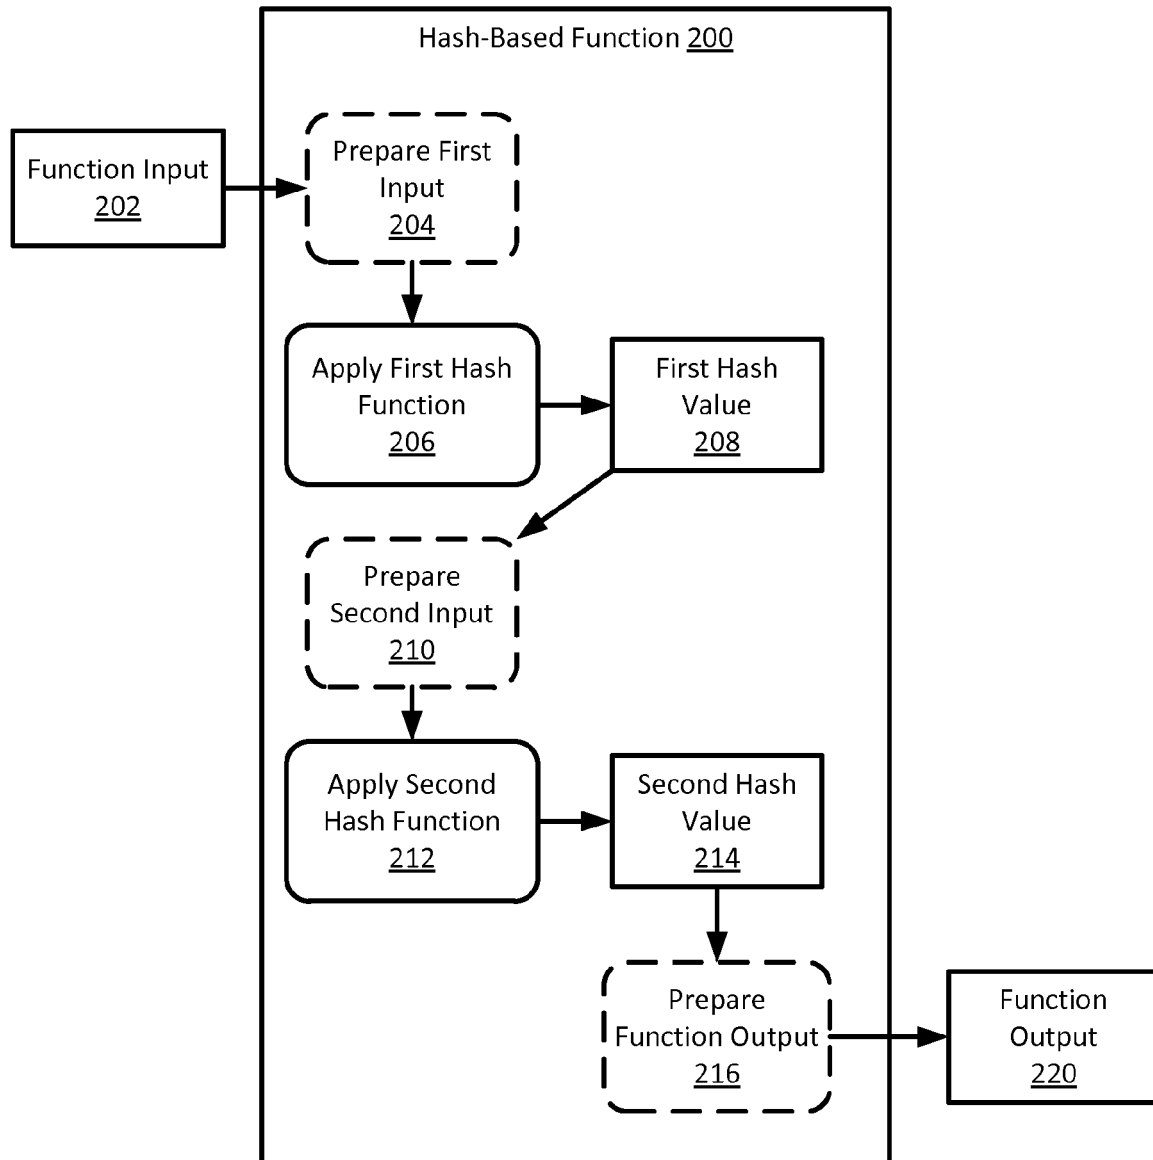 Hash-Based Function 200
Function Input
202
Prepare First
Input
204
Apply First Hash
Function
206
First Hash
Value
208
Prepare
Second Input
210
Apply Second
Hash Function
212
Second Hash
Value
214
Prepare
Function Output
216
Function
Output
220